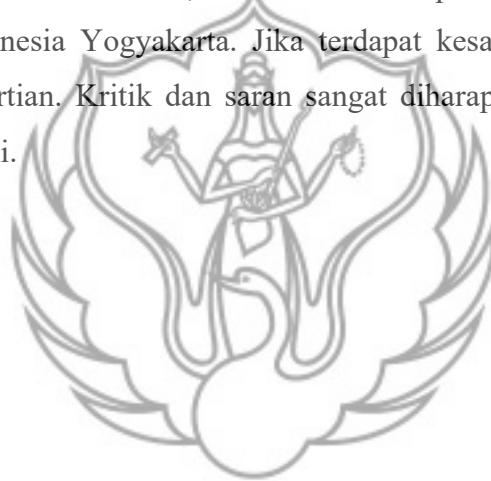 nesia Yogyakarta. Jika terdapat kesa
rtian. Kritik dan saran sangat diharap
i.